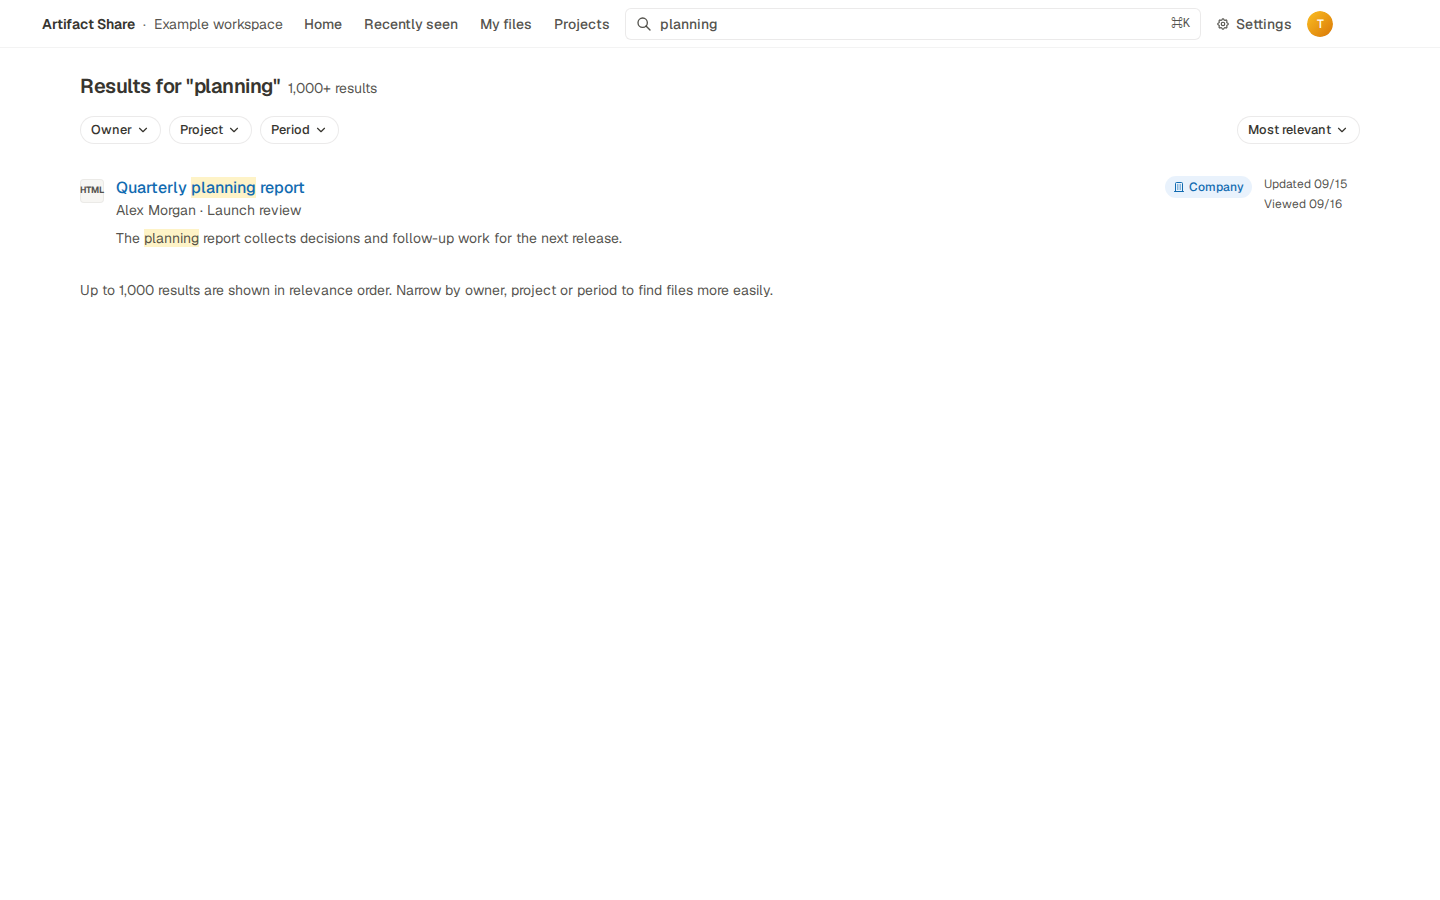 Artifact Share · Example workspace Home Recently seen My files Projects planning ⌘K Settings T
Results for "planning" 1,000+ results
Owner Project Period Most relevant
HTML Quarterly planning report Company Updated 09/15
Alex Morgan · Launch review Viewed 09/16
The planning report collects decisions and follow-up work for the next release.
Up to 1,000 results are shown in relevance order. Narrow by owner, project or period to find files more easily.